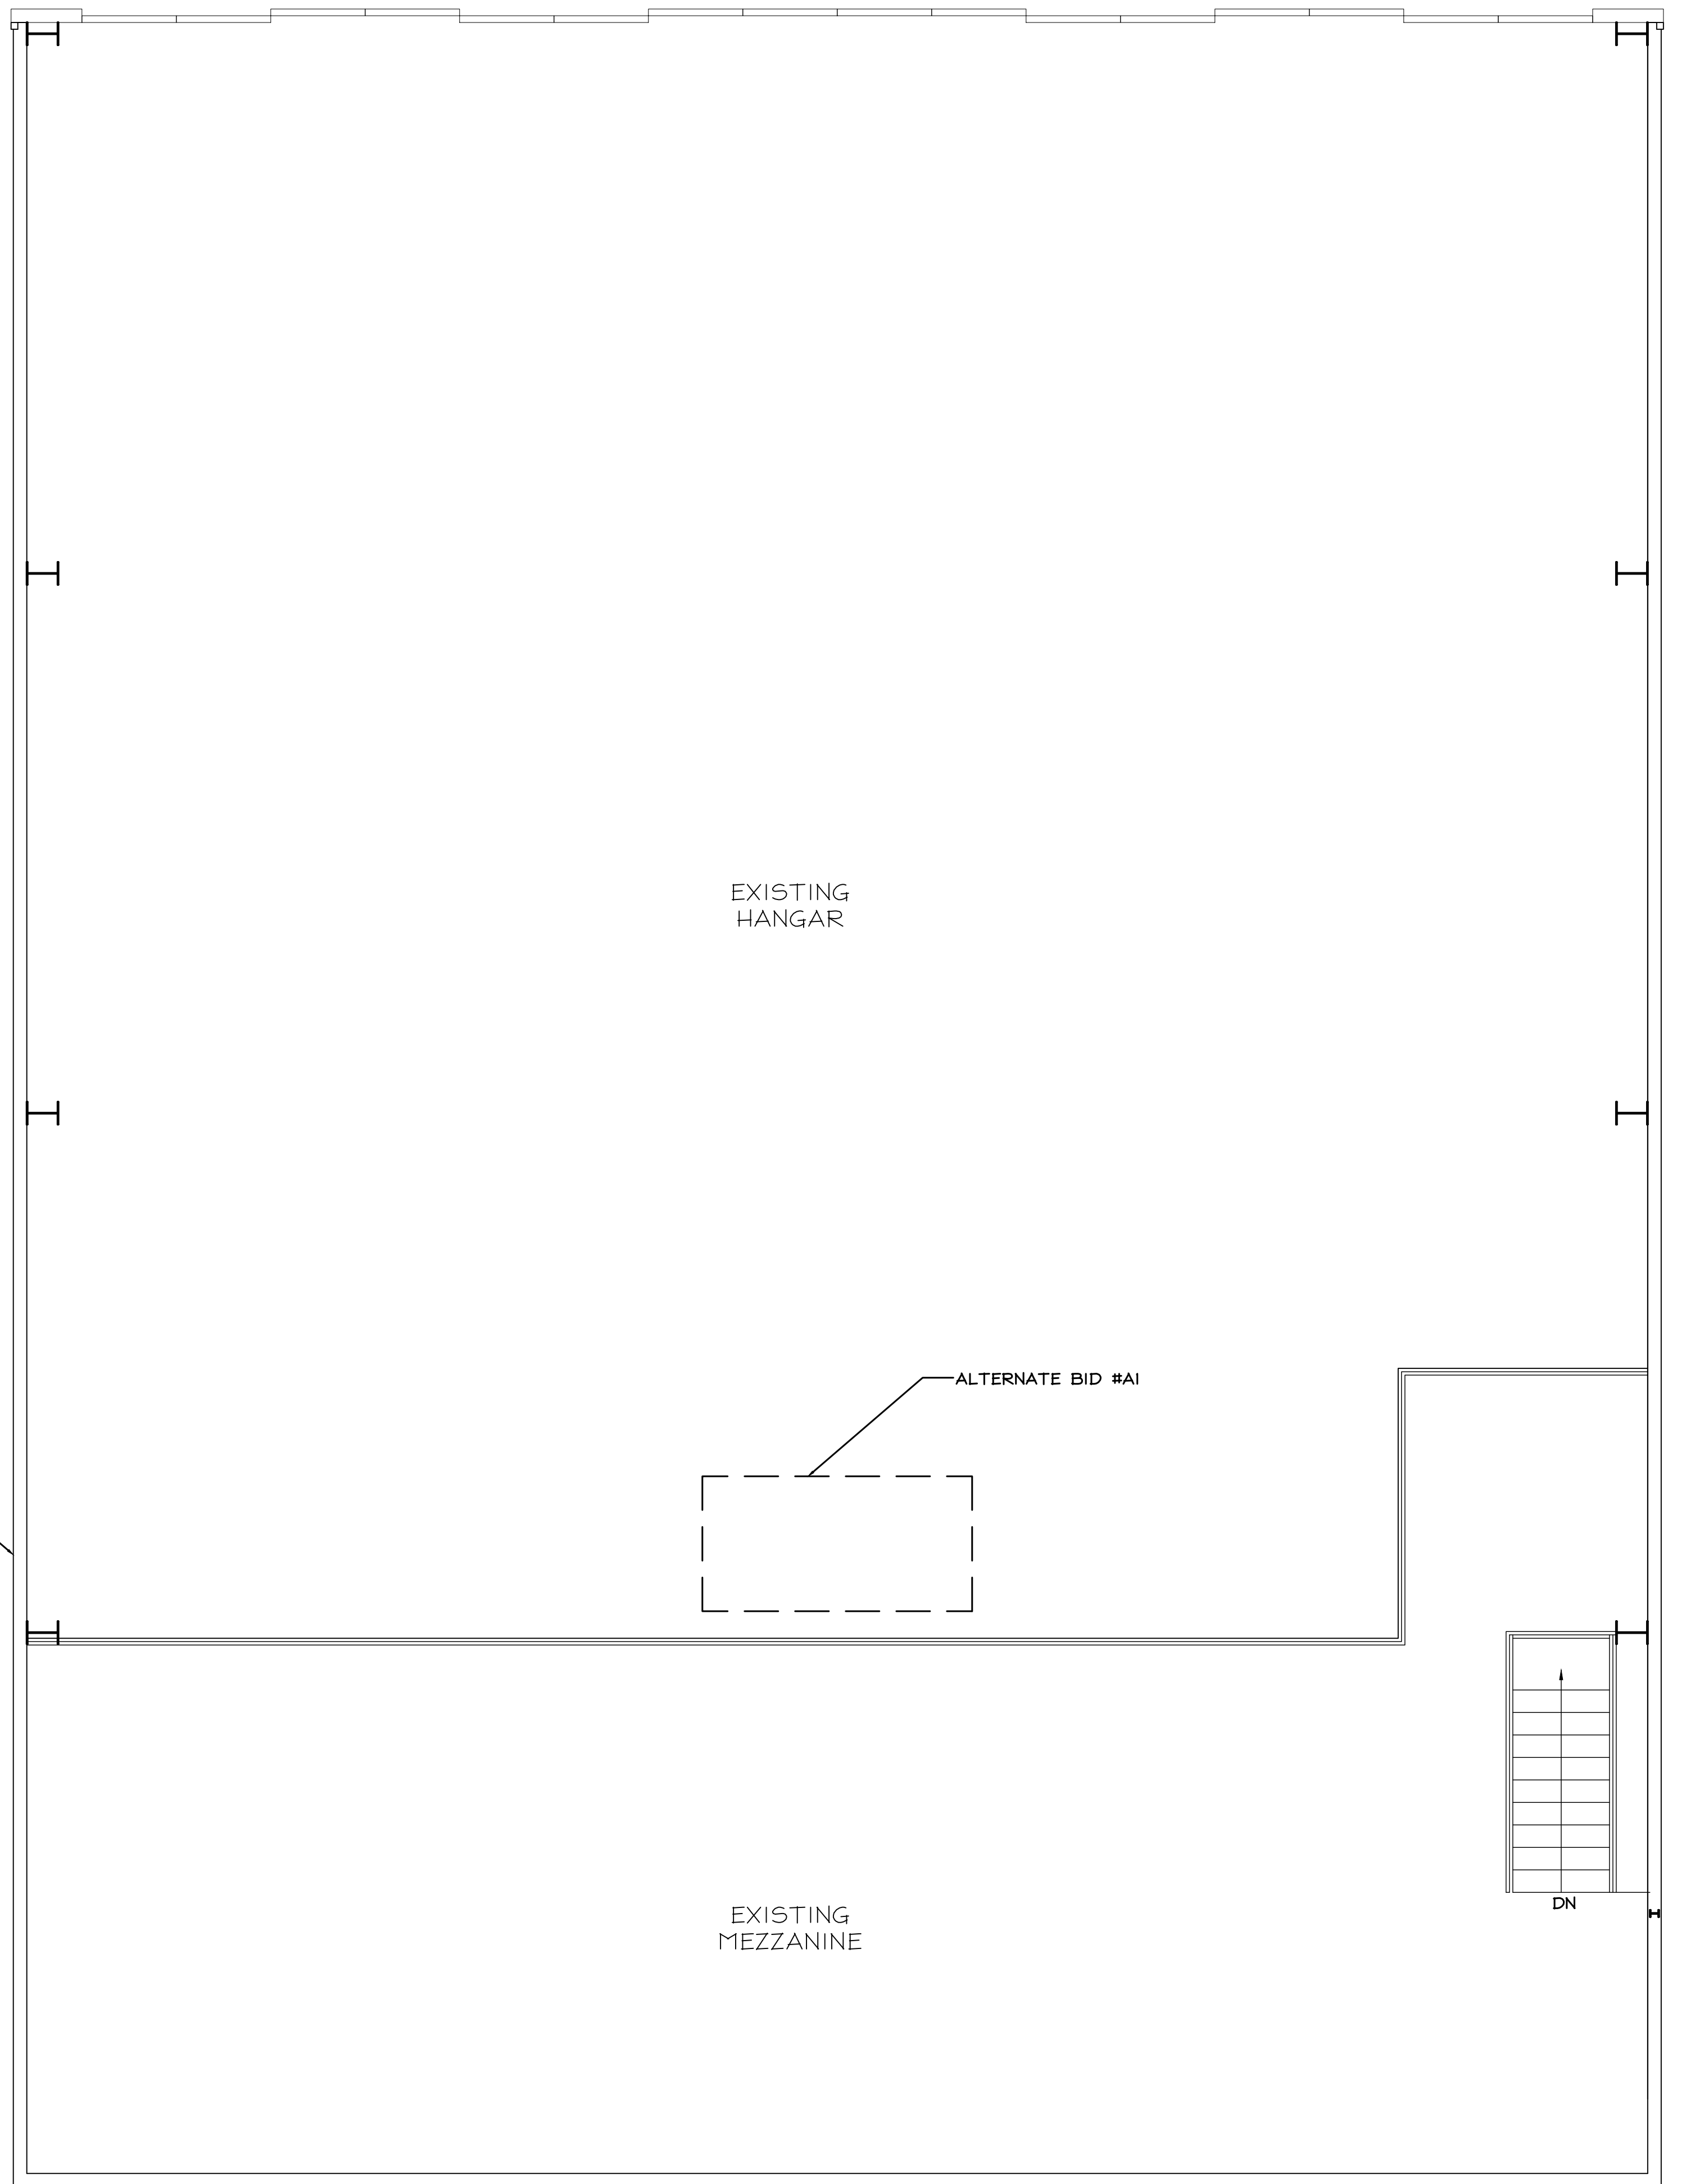 EXISTING
HANGAR
ALTERNATE BID #A1
DN
EXISTING
MEZZANINE